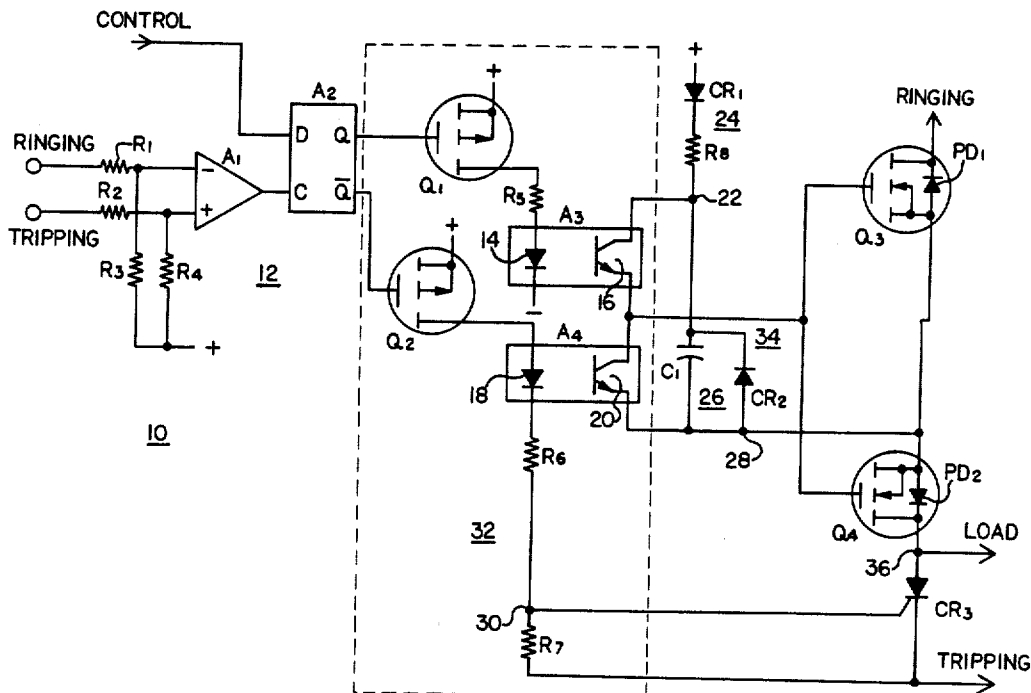 CONTROL
+
A2
+
CR1
24
RINGING
RINGING
R1
A1
D
Q
R8
PD1
R2
-
C
Q̅
Q1
R5
22
+
TRIPPING
A3
Q3
R3
R4
12
14
16
+
-
Q2
A4
34
+
C1
18
20
26
CR2
10
28
R6
PD2
32
Q4
LOAD
36
30
CR3
R7
TRIPPING